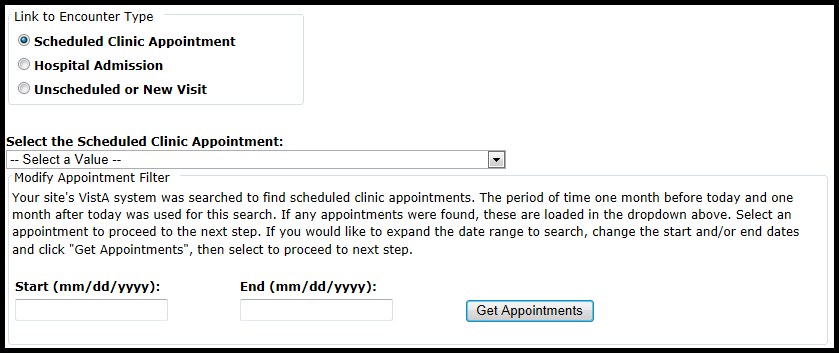 Link to Encounter Type
Scheduled Clinic Appointment
Hospital Admission
Unscheduled or New Visit
Select the Scheduled Clinic Appointment:
-- Select a Value --
Modify Appointment Filter
Your site's VistA system was searched to find scheduled clinic appointments. The period of time one month before today and one
month after today was used for this search. If any appointments were found, these are loaded in the dropdown above. Select an
appointment to proceed to the next step. If you would like to expand the date range to search, change the start and/or end dates
and click "Get Appointments", then select to proceed to next step.
Start (mm/dd/yyyy): End (mm/dd/yyyy):
Get Appointments